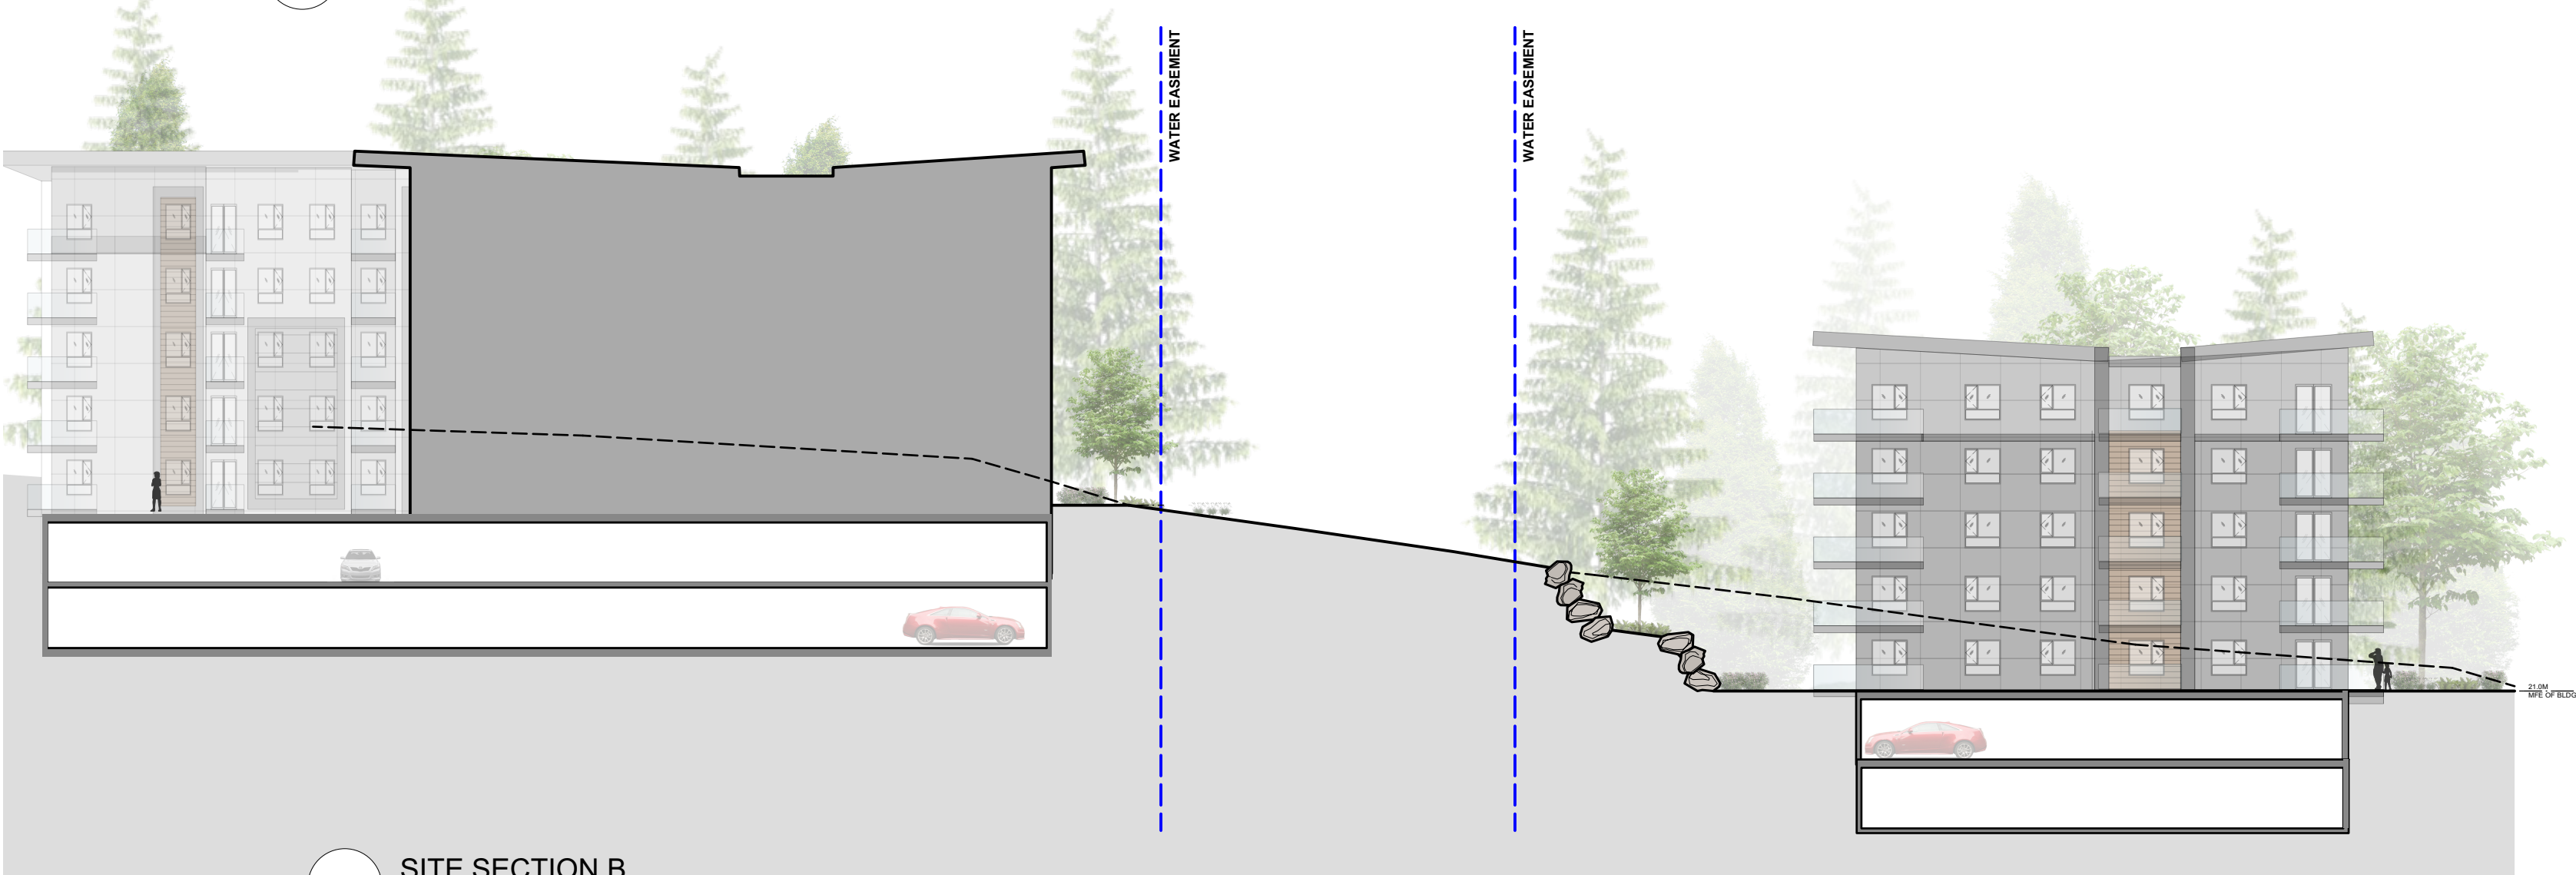 WATER EASEMENT
WATER EASEMENT
21.0M
MFE OF BLDG
SITE SECTION B